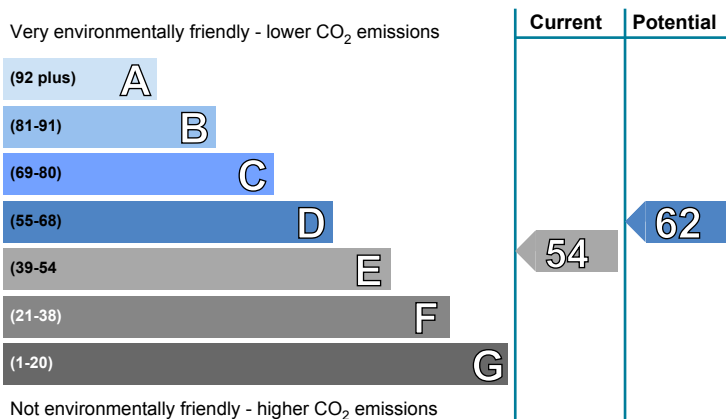 Very environmentally friendly - lower CO2 emissions
Current Potential
(92 plus) A
(81-91) B
(69-80) C
(55-68) D
62
54
(39-54 E
(21-38) F
(1-20) G
Not environmentally friendly - higher CO2 emissions